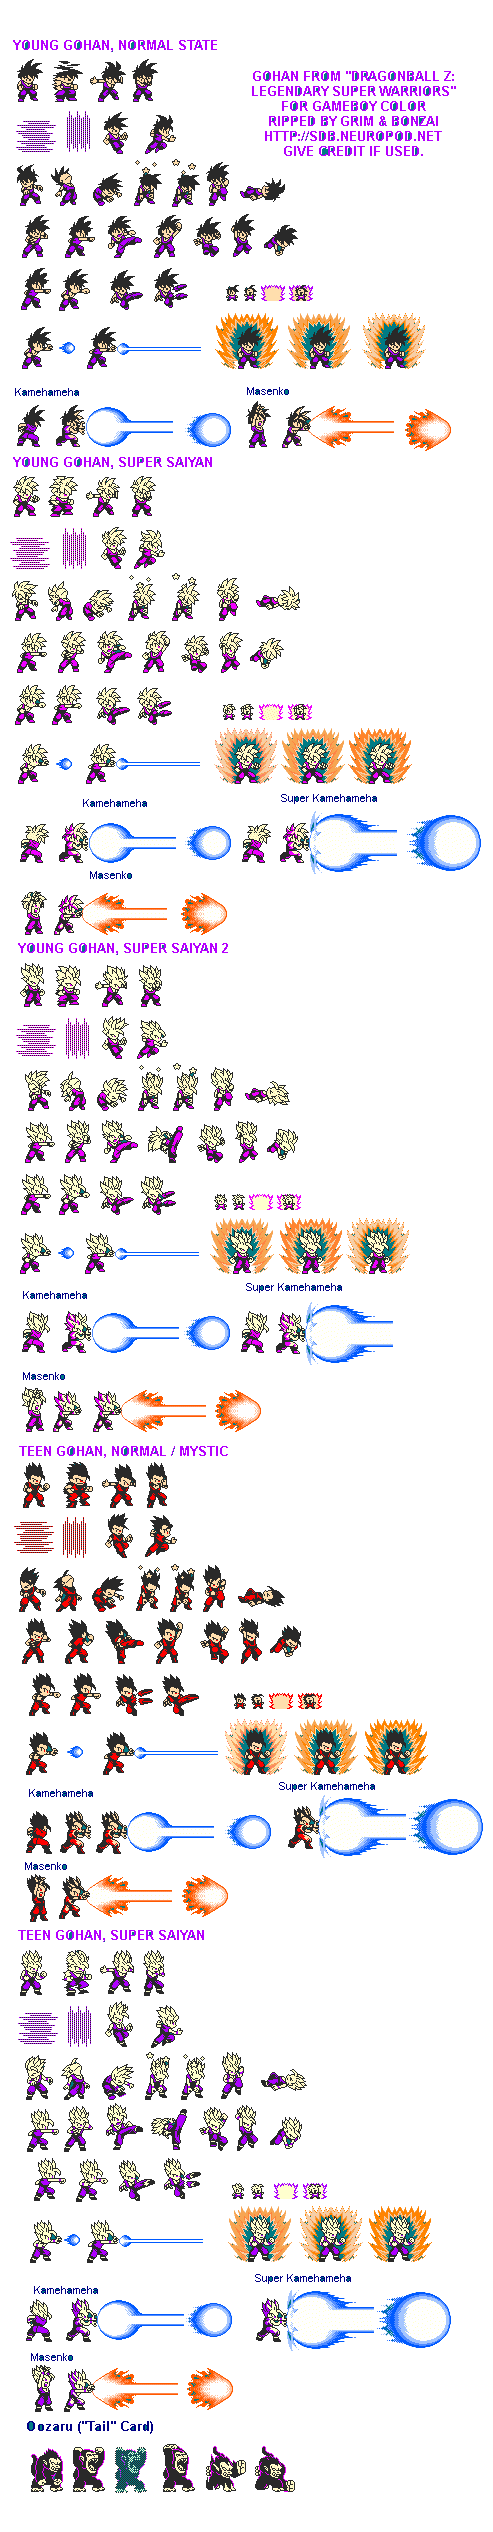 YOUNG GOHAN, NORMAL STATE
GOHAN FROM "DRAGONBALL Z:
LEGENDARY SUPER WARRIORS"
FOR GAMEBOY COLOR
RIPPED BY GRIM & BONZAI
HTTP://SDB.NEUROPOD.NET
GIVE CREDIT IF USED.
Kamehameha
Masenko
YOUNG GOHAN, SUPER SAIYAN
Kamehameha
Super Kamehameha
Masenko
YOUNG GOHAN, SUPER SAIYAN 2
Kamehameha
Super Kamehameha
Masenko
TEEN GOHAN, NORMAL / MYSTIC
Kamehameha
Super Kamehameha
Masenko
TEEN GOHAN, SUPER SAIYAN
Kamehameha
Super Kamehameha
Masenko
Oozaru ("Tail" Card)